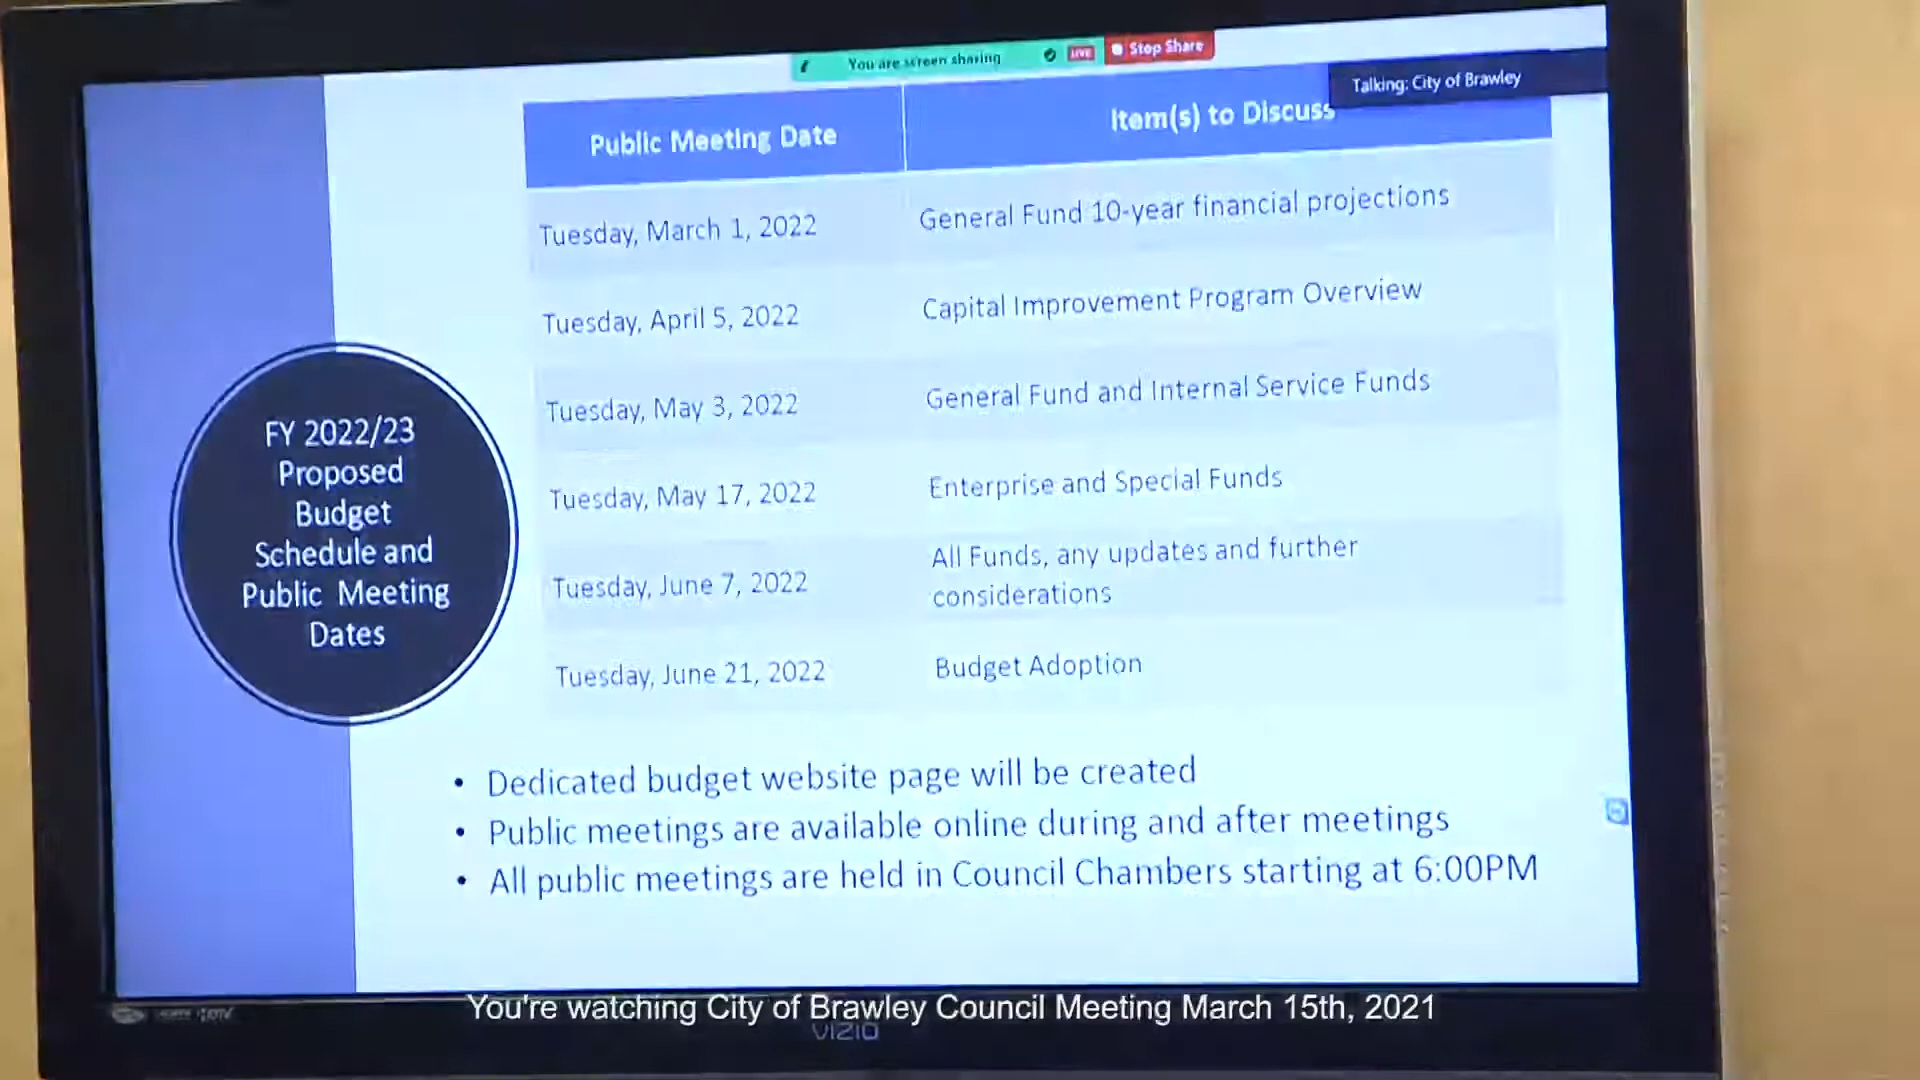 You are screen sharing
LIVE
Stop Share
Talking: City of Brawley
Public Meeting Date
Item(s) to Discuss
Tuesday, March 1, 2022
General Fund 10-year financial projections
Tuesday, April 5, 2022
Capital Improvement Program Overview
Tuesday, May 3, 2022
General Fund and Internal Service Funds
Tuesday, May 17, 2022
Enterprise and Special Funds
Tuesday, June 7, 2022
All Funds, any updates and further
considerations
Tuesday, June 21, 2022
Budget Adoption
FY 2022/23
Proposed
Budget
Schedule and
Public Meeting
Dates
• Dedicated budget website page will be created
• Public meetings are available online during and after meetings
• All public meetings are held in Council Chambers starting at 6:00PM
You're watching City of Brawley Council Meeting March 15th, 2021
VIZIO